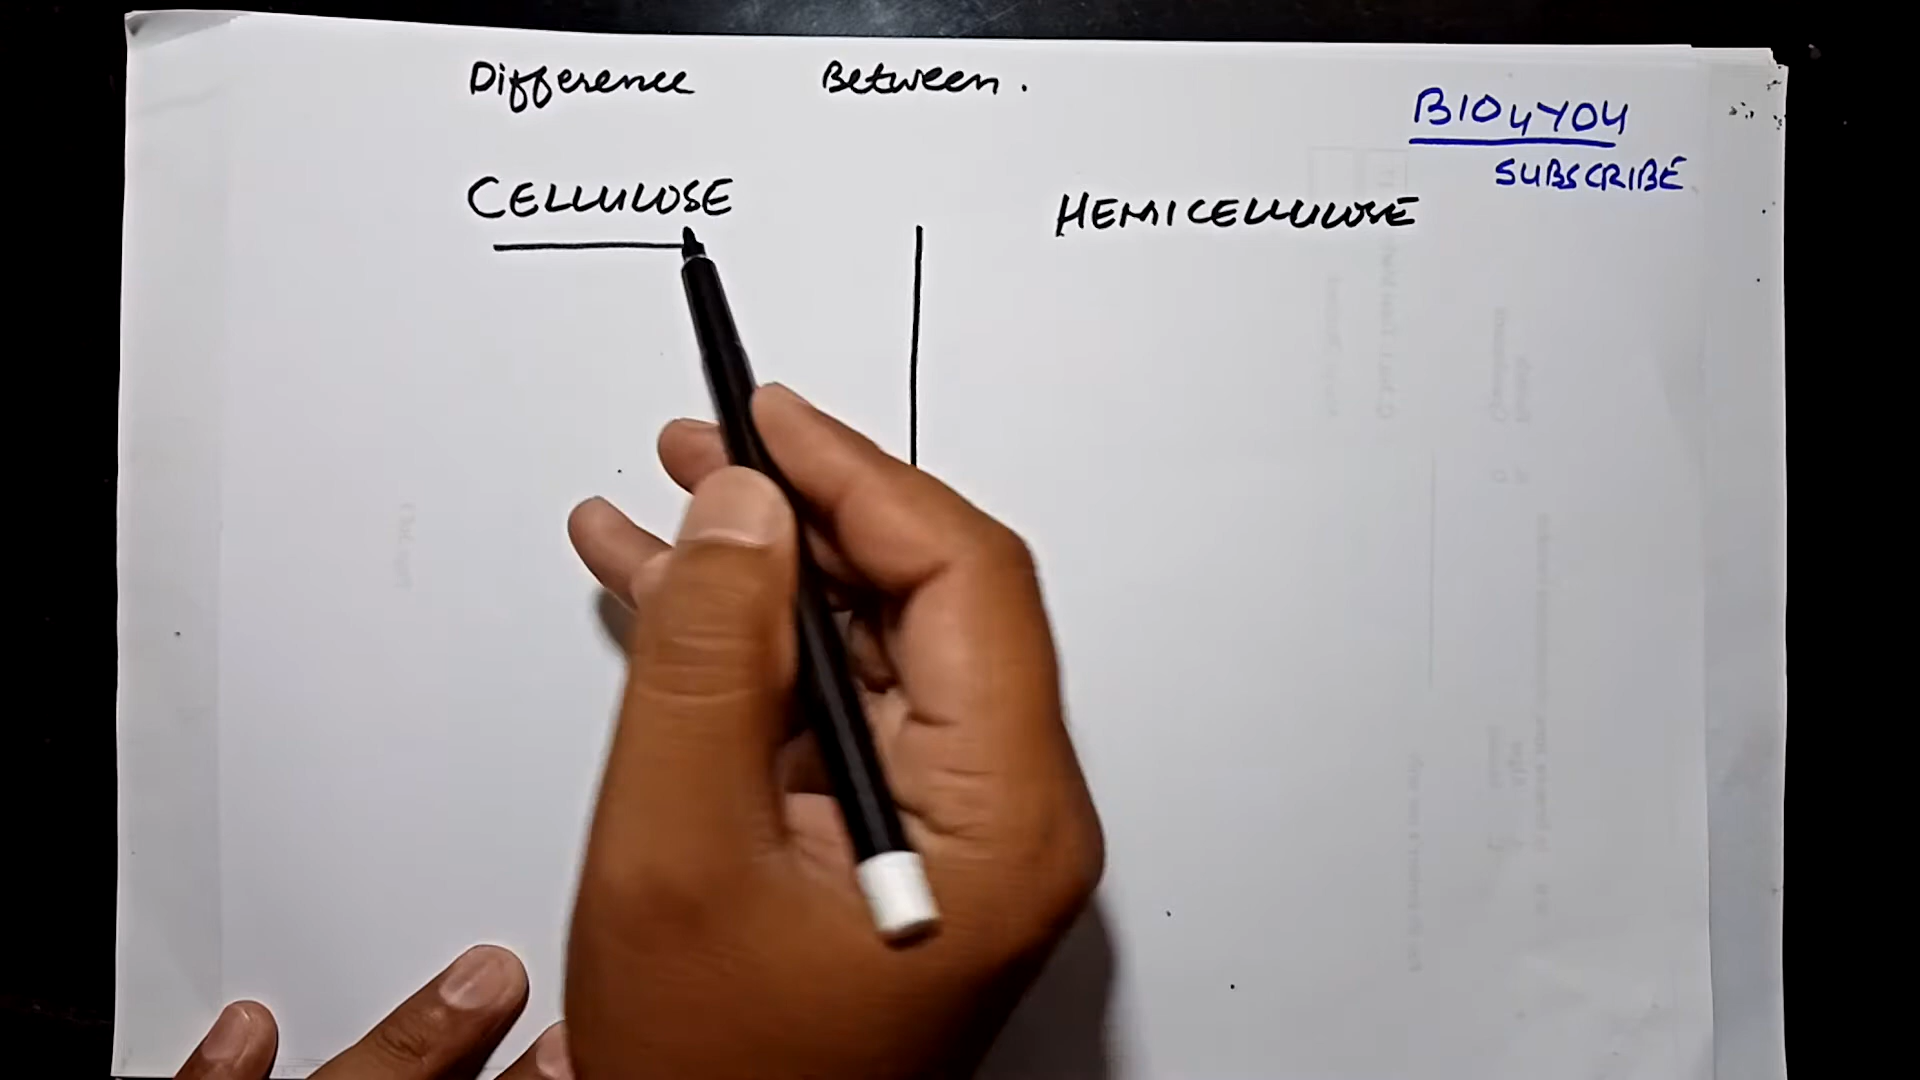 Difference Between.
BIO4YOU
SUBSCRIBE
CELLULOSE
HEMICELLULOSE